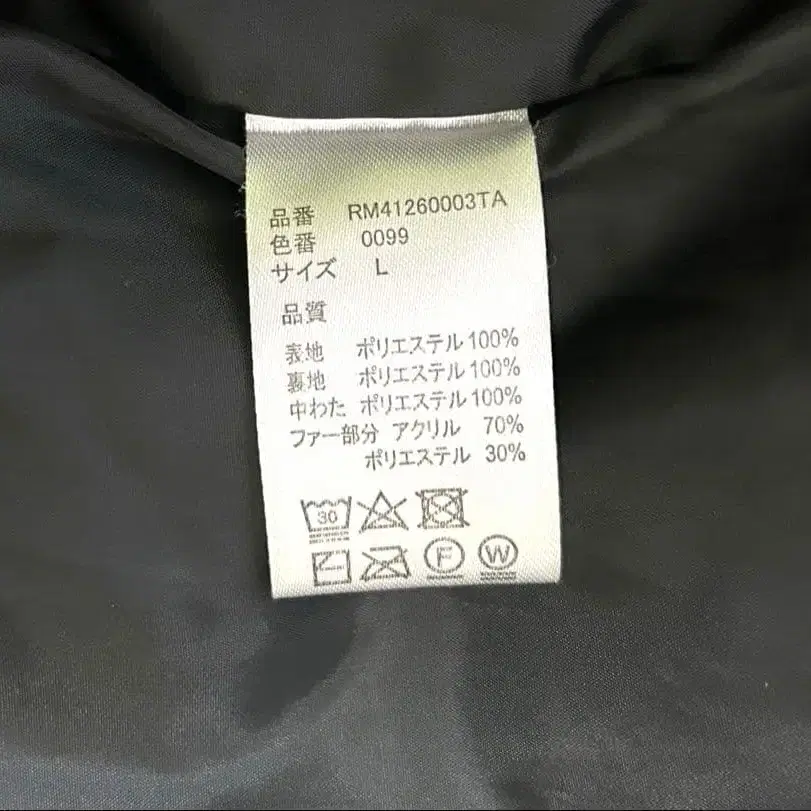 品番 RM41260003TA
色番 0099
サイズ L
品質
表地 ポリエステル 100%
裏地 ポリエステル 100%
中わた ポリエステル 100%
ファー部分 アクリル 70%
ポリエステル 30%
30
F W